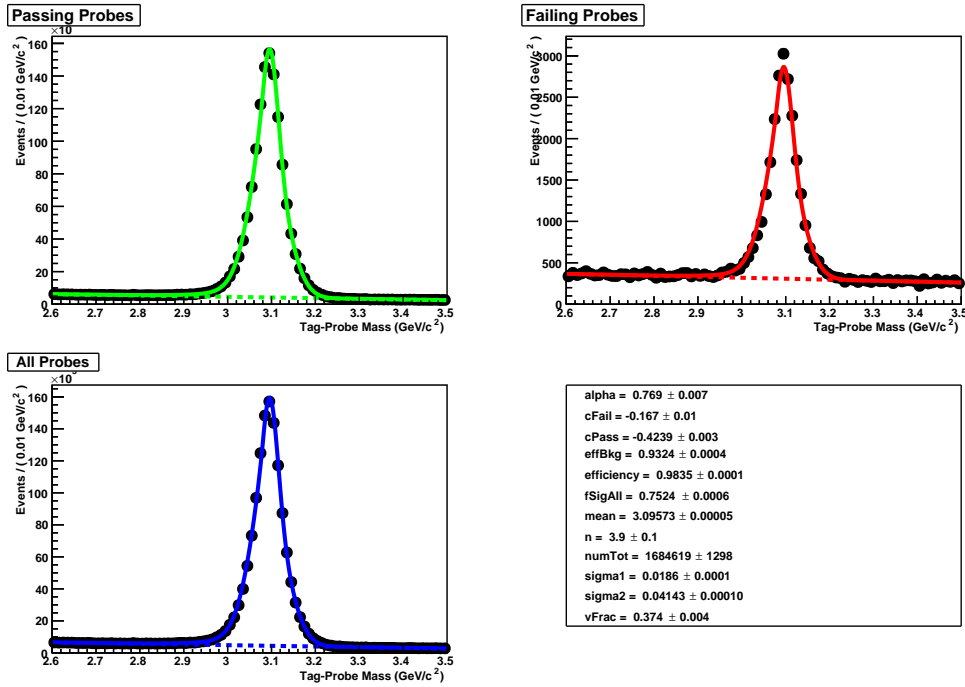 Passing Probes
×10
Events / ( 0.01 GeV/c² )
160
140
120
100
80
60
40
20
0
2.6 2.7 2.8 2.9 3 3.1 3.2 3.3 3.4 3.5
Tag-Probe Mass (GeV/c²)
Failing Probes
Events / ( 0.01 GeV/c² )
3000
2500
2000
1500
1000
500
0
2.6 2.7 2.8 2.9 3 3.1 3.2 3.3 3.4 3.5
Tag-Probe Mass (GeV/c²)
All Probes
×10
Events / ( 0.01 GeV/c² )
160
140
120
100
80
60
40
20
0
2.6 2.7 2.8 2.9 3 3.1 3.2 3.3 3.4 3.5
Tag-Probe Mass (GeV/c²)
alpha = 0.769 ± 0.007
cFail = -0.167 ± 0.01
cPass = -0.4239 ± 0.003
effBkg = 0.9324 ± 0.0004
efficiency = 0.9835 ± 0.0001
fSigAll = 0.7524 ± 0.0006
mean = 3.09573 ± 0.00005
n = 3.9 ± 0.1
numTot = 1684619 ± 1298
sigma1 = 0.0186 ± 0.0001
sigma2 = 0.04143 ± 0.00010
vFrac = 0.374 ± 0.004